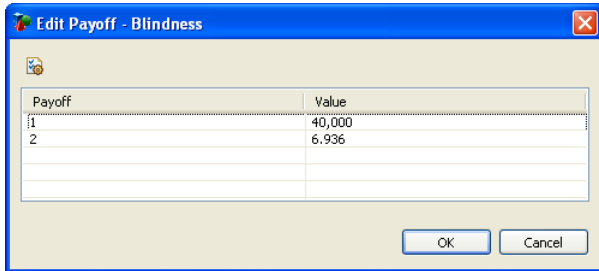 Edit Payoff - Blindness
Payoff Value
1 40,000
2 6.936
OK Cancel